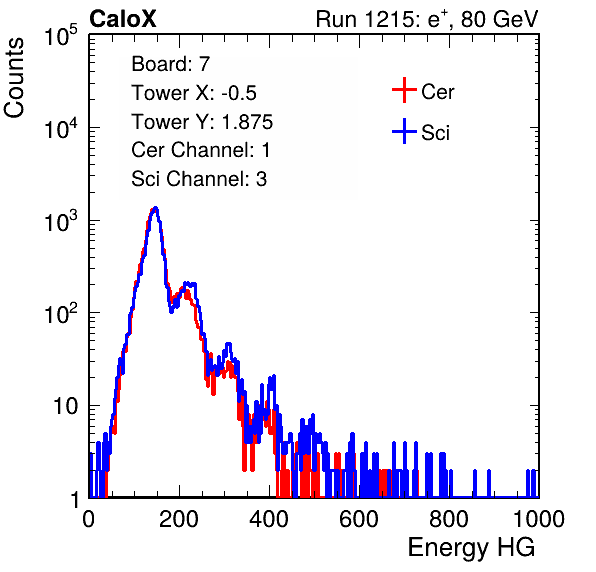 CaloX Run 1215: e⁺, 80 GeV
Counts
10⁵
10⁴
10³
10²
10
1
Board: 7
Tower X: -0.5
Tower Y: 1.875
Cer Channel: 1
Sci Channel: 3
Cer
Sci
0 200 400 600 800 1000
Energy HG